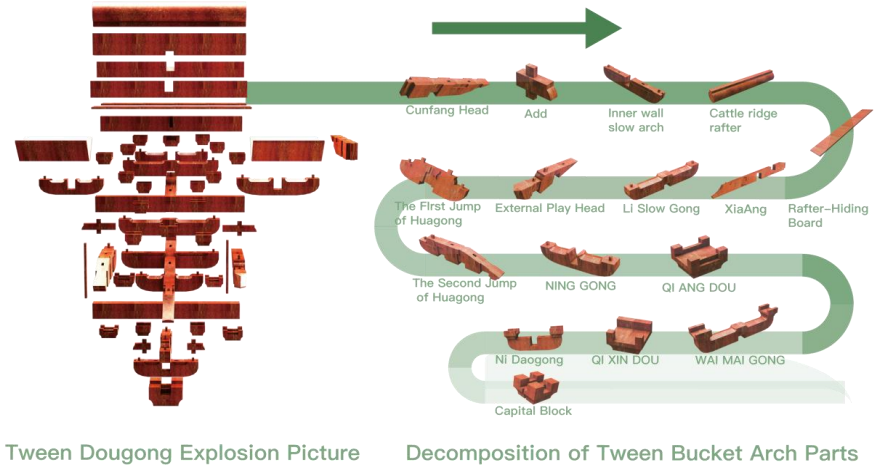 Cunfang Head
Add
Inner wall
slow arch
Cattle ridge
rafter
The FIrst Jump
of Huagong
External Play Head
Li Slow Gong
XiaAng
Rafter-Hiding
Board
The Second Jump
of Huagong
NING GONG
QI ANG DOU
Ni Daogong
QI XIN DOU
WAI MAI GONG
Capital Block
Tween Dougong Explosion Picture
Decomposition of Tween Bucket Arch Parts